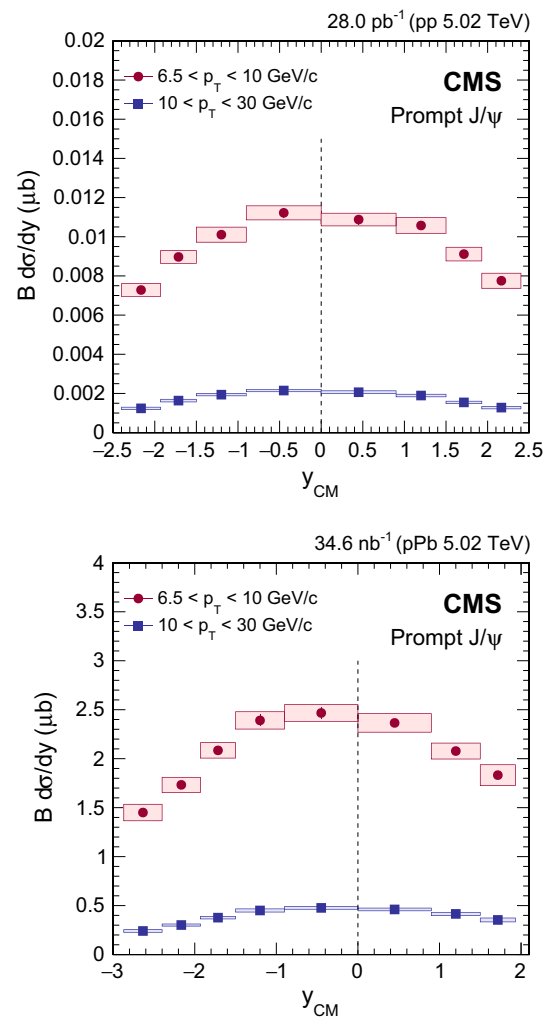 28.0 pb⁻¹ (pp 5.02 TeV)
0.02
0.018
0.016
0.014
0.012
0.01
0.008
0.006
0.004
0.002
0
6.5 < p_T < 10 GeV/c
10 < p_T < 30 GeV/c
CMS
Prompt J/ψ
B dσ/dy (μb)
−2.5 −2 −1.5 −1 −0.5 0 0.5 1 1.5 2 2.5
y_CM
34.6 nb⁻¹ (pPb 5.02 TeV)
4
3.5
3
2.5
2
1.5
1
0.5
0
6.5 < p_T < 10 GeV/c
10 < p_T < 30 GeV/c
CMS
Prompt J/ψ
B dσ/dy (μb)
−3 −2 −1 0 1 2
y_CM